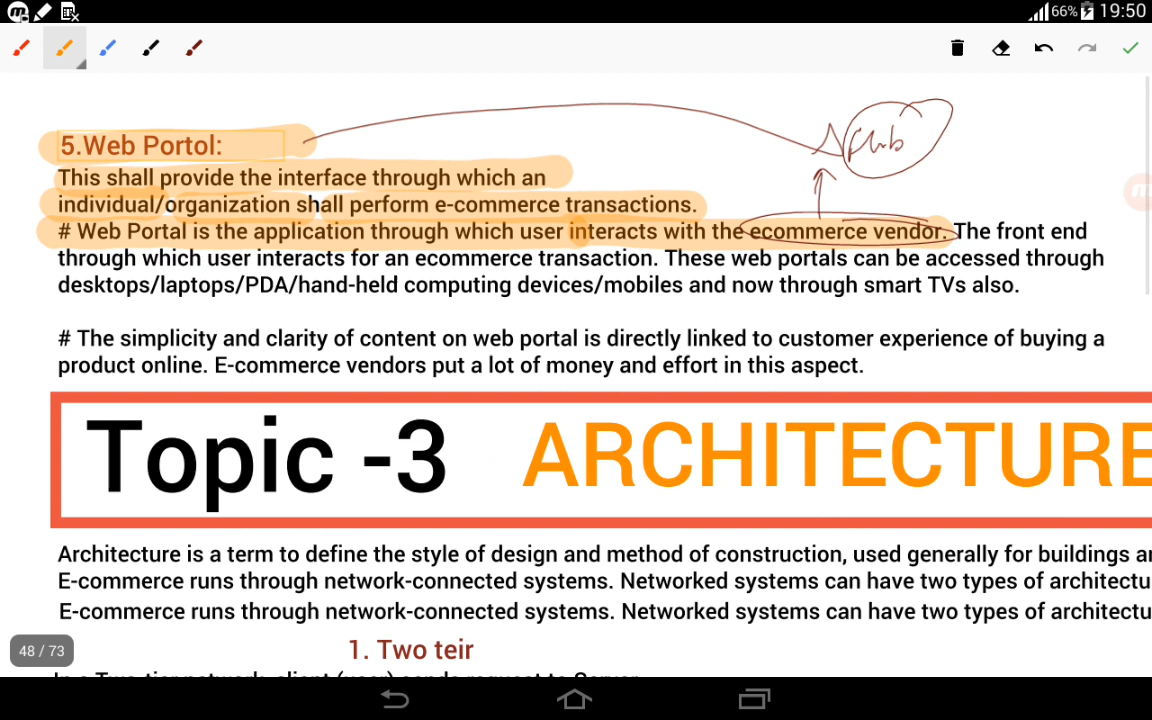 66% 19:50
5.Web Portol:
This shall provide the interface through which an
individual/organization shall perform e-commerce transactions.
# Web Portal is the application through which user interacts with the ecommerce vendor. The front end
through which user interacts for an ecommerce transaction. These web portals can be accessed through
desktops/laptops/PDA/hand-held computing devices/mobiles and now through smart TVs also.
# The simplicity and clarity of content on web portal is directly linked to customer experience of buying a
product online. E-commerce vendors put a lot of money and effort in this aspect.
Topic -3 ARCHITECTURE
Architecture is a term to define the style of design and method of construction, used generally for buildings
E-commerce runs through network-connected systems. Networked systems can have two types of architectu
E-commerce runs through network-connected systems. Networked systems can have two types of architectu
48 / 73
1. Two teir